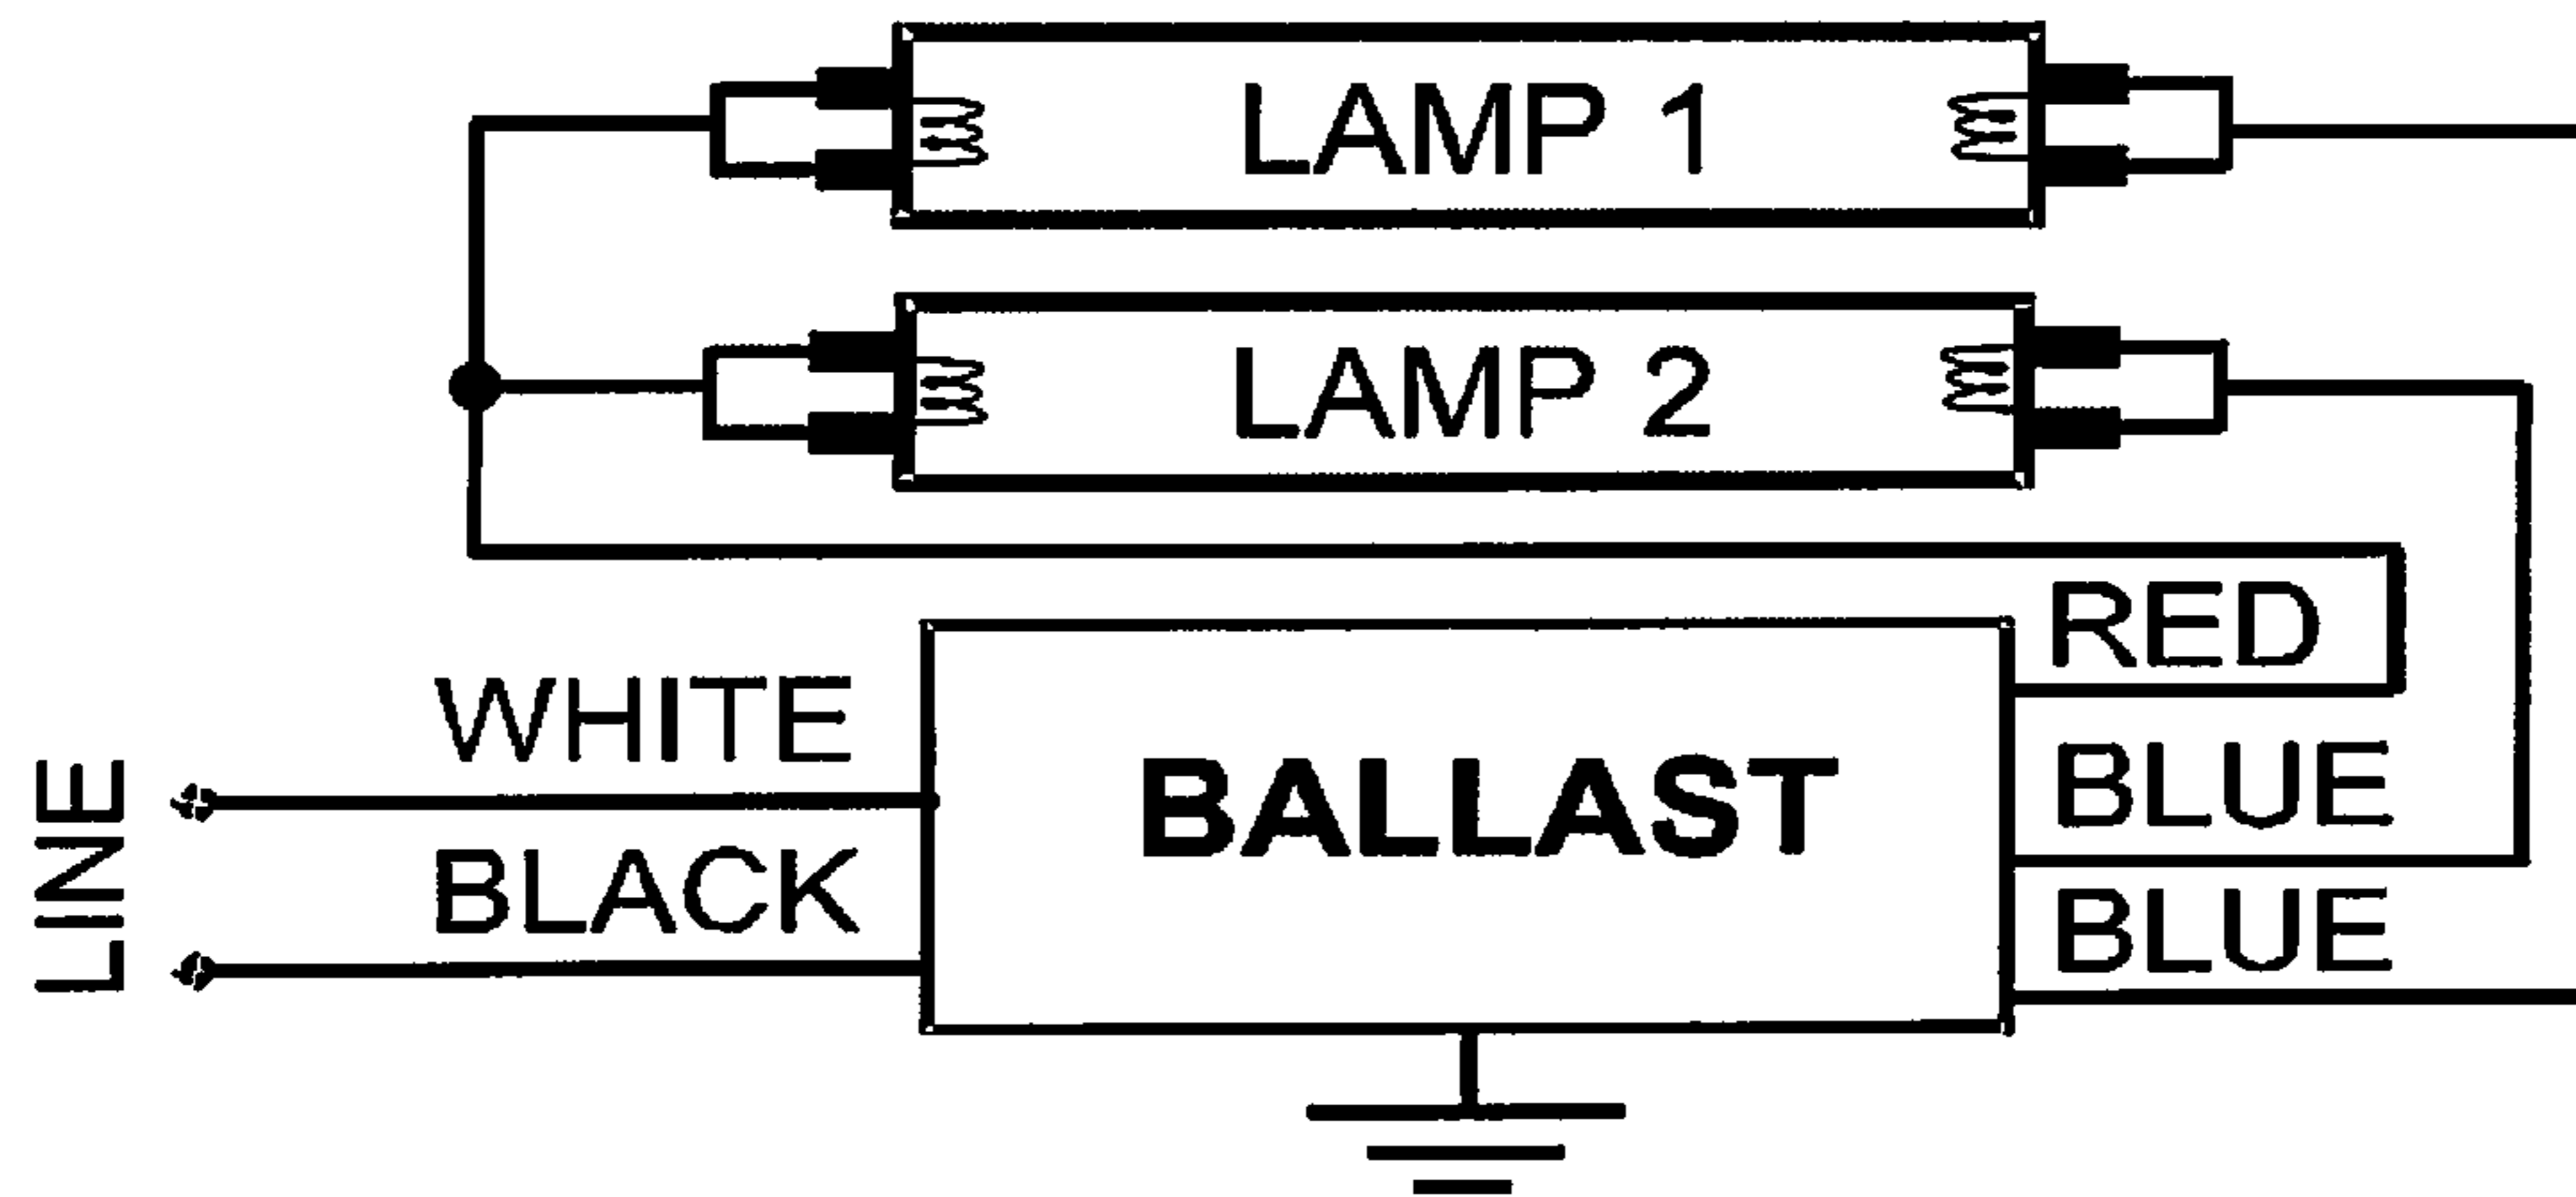 LAMP 1
LAMP 2
RED
WHITE
BLUE
LINE
BALLAST
BLACK
BLUE